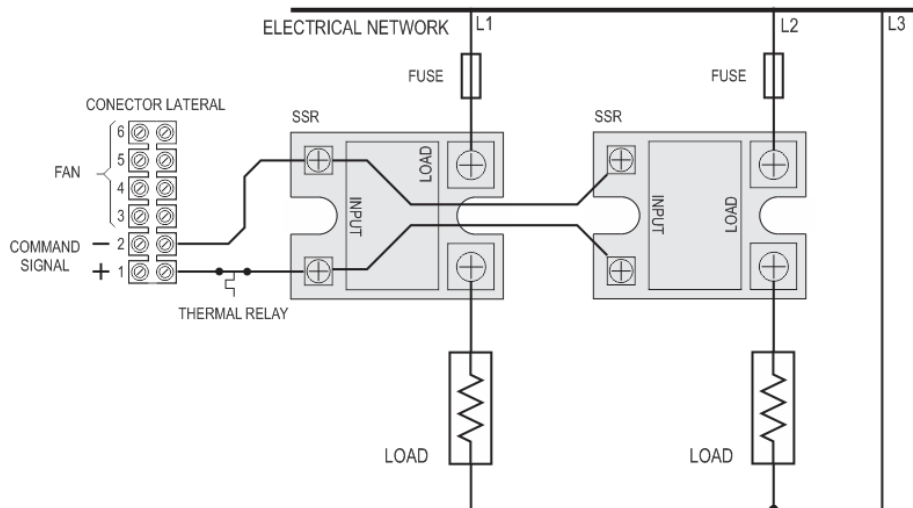 ELECTRICAL NETWORK
L1
L2
L3
FUSE
FUSE
CONECTOR LATERAL
SSR
SSR
6
5
4
3
FAN
2
1
COMMAND
SIGNAL
−
+
LOAD
INPUT
INPUT
LOAD
THERMAL RELAY
LOAD
LOAD